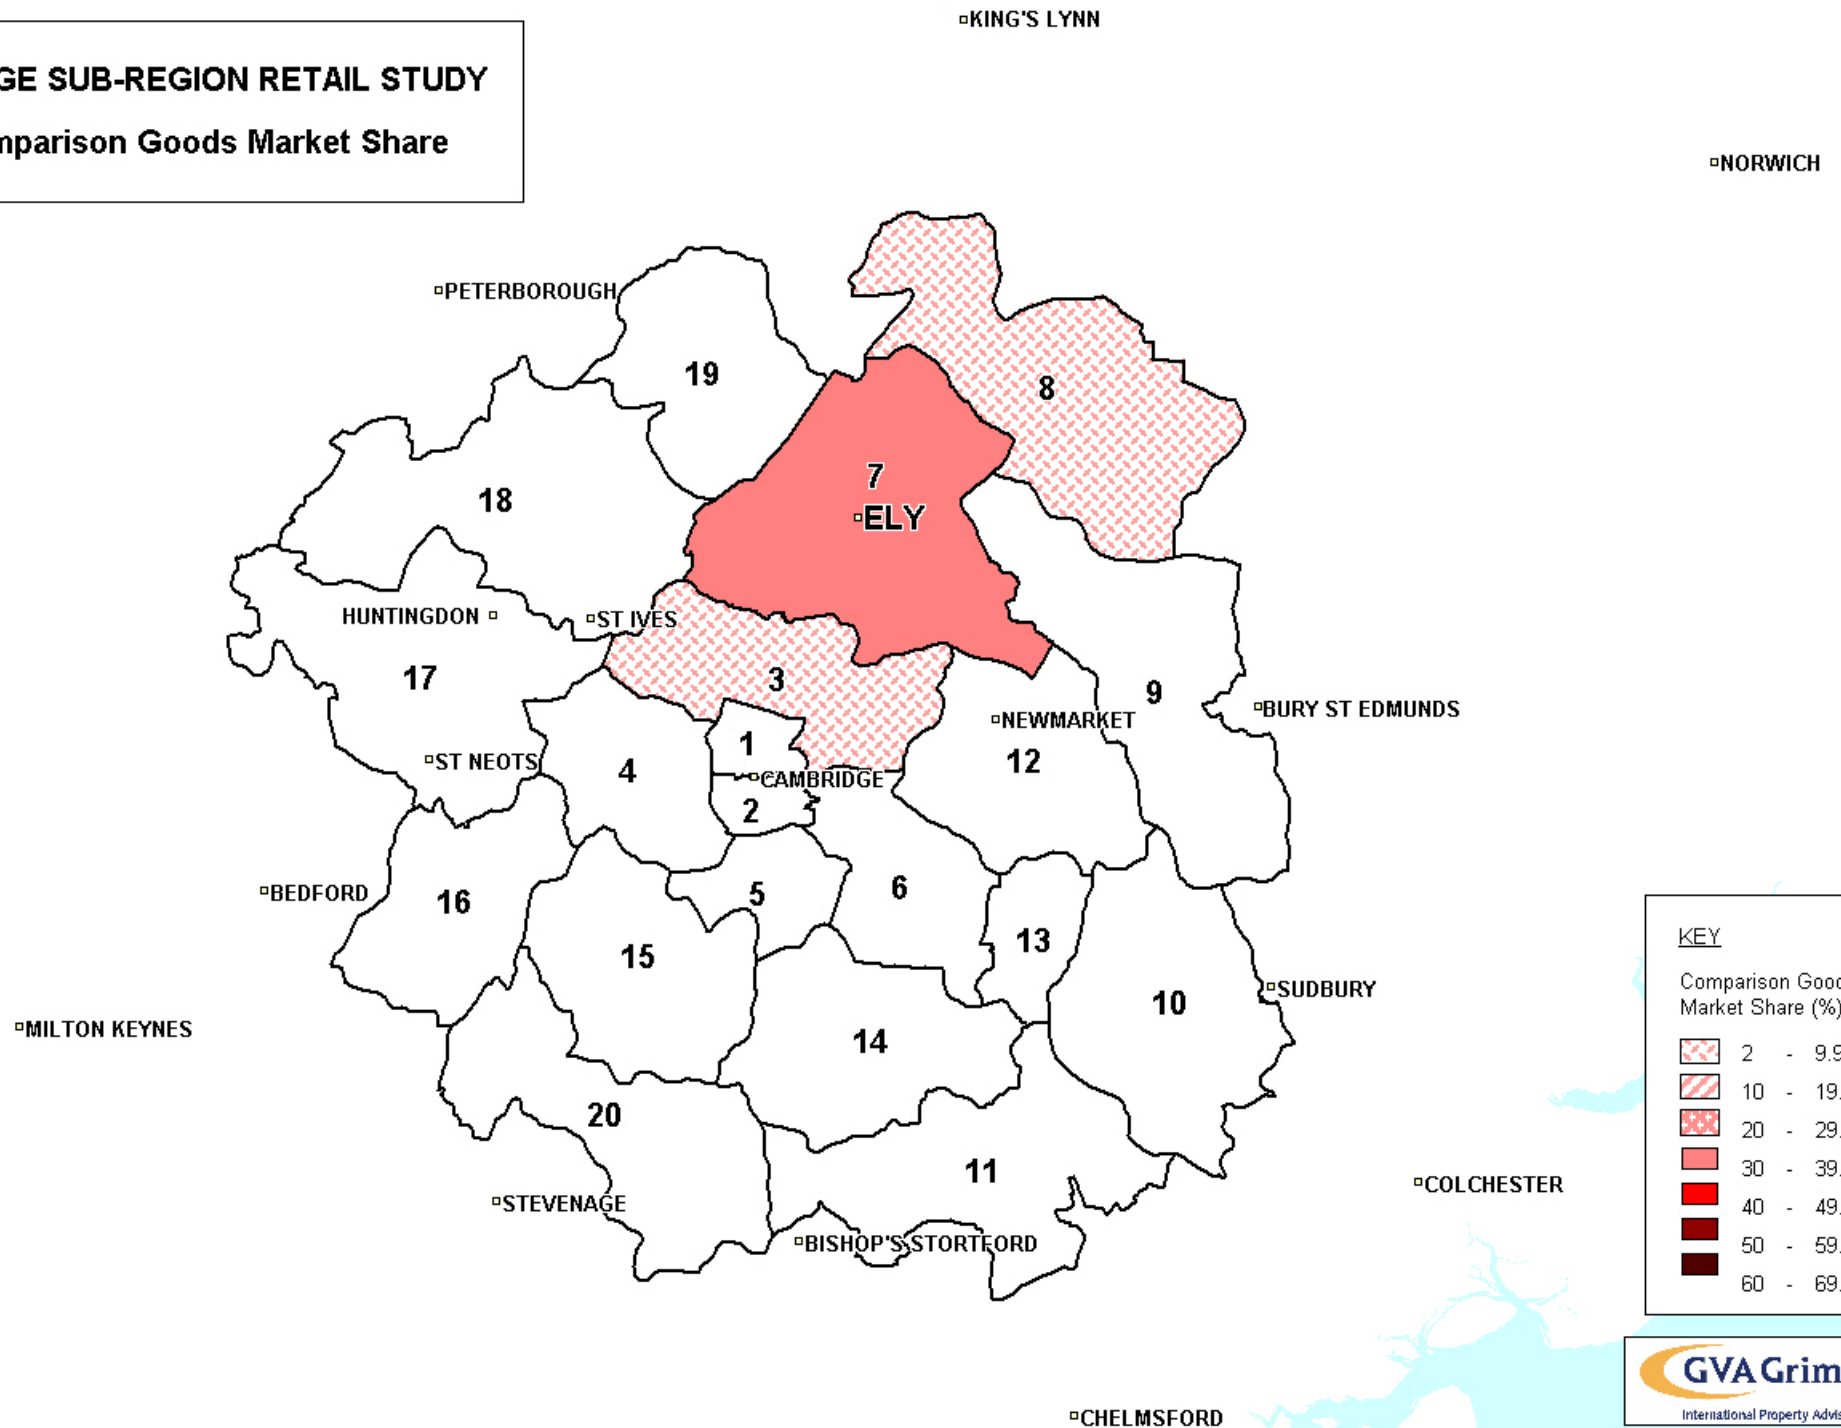 KING'S LYNN
GE SUB-REGION RETAIL STUDY
mparison Goods Market Share
NORWICH
PETERBOROUGH
19
8
7
18
ELY
HUNTINGDON
ST IVES
17
3
9
BURY ST EDMUNDS
NEWMARKET
1
ST NEOTS
4
12
CAMBRIDGE
2
BEDFORD
16
5
6
15
13
KEY
Comparison Good
Market Share (%)
SUDBURY
10
MILTON KEYNES
14
2 - 9.9
10 - 19.
20 - 29.
30 - 39.
40 - 49.
50 - 59.
60 - 69.
20
11
COLCHESTER
STEVENAGE
BISHOP'S STORTFORD
GVA Grim
International Property Advis
CHELMSFORD